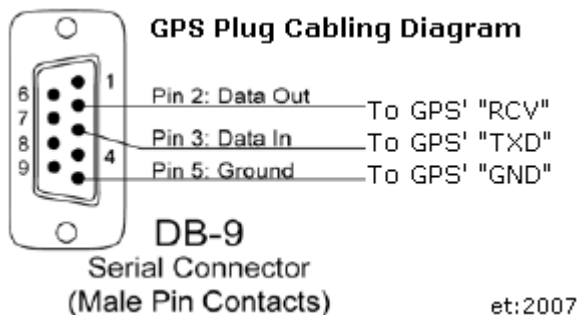 GPS Plug Cabling Diagram
1
6
7
8
9
4
Pin 2: Data Out
To GPS' "RCV"
Pin 3: Data In
To GPS' "TXD"
Pin 5: Ground
To GPS' "GND"
DB-9
Serial Connector
(Male Pin Contacts)
et:2007